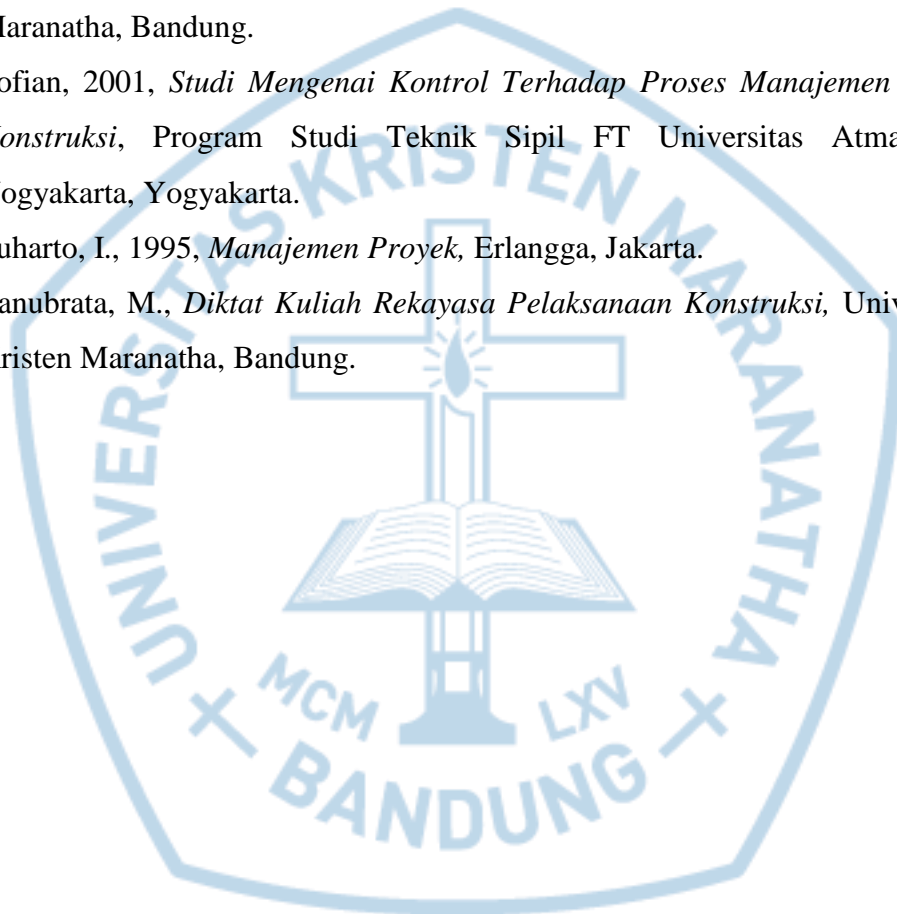 Maranatha, Bandung.
ofian, 2001, Studi Mengenai Kontrol Terhadap Proses Manajemen
onstruksi, Program Studi Teknik Sipil FT Universitas Atma
Yogyakarta, Yogyakarta.
uharto, I., 1995, Manajemen Proyek, Erlangga, Jakarta.
anubrata, M., Diktat Kuliah Rekayasa Pelaksanaan Konstruksi, Univ
risten Maranatha, Bandung.
UNIVERSITAS KRISTEN MARANATHA
MCM LXV
BANDUNG